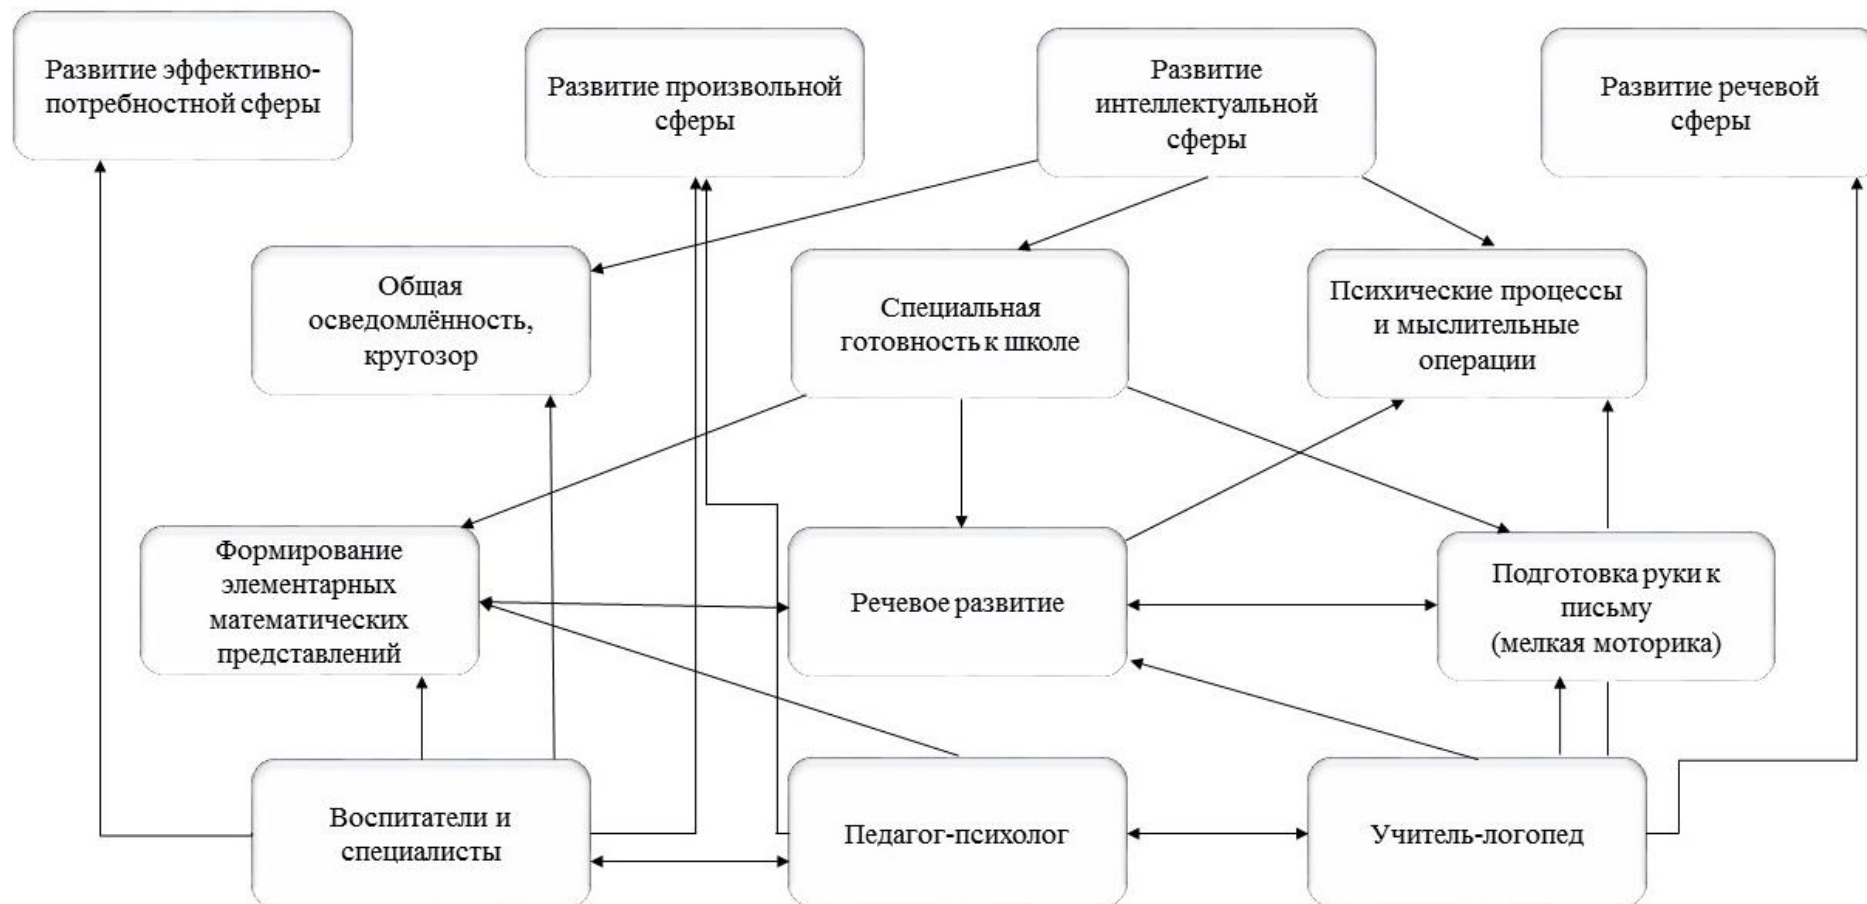 Развитие эффективно-
потребностной сферы
Развитие произвольной
сферы
Развитие
интеллектуальной
сферы
Развитие речевой
сферы
Общая
осведомлённость,
кругозор
Специальная
готовность к школе
Психические процессы
и мыслительные
операции
Формирование
элементарных
математических
представлений
Речевое развитие
Подготовка руки к
письму
(мелкая моторика)
Воспитатели и
специалисты
Педагог-психолог
Учитель-логопед